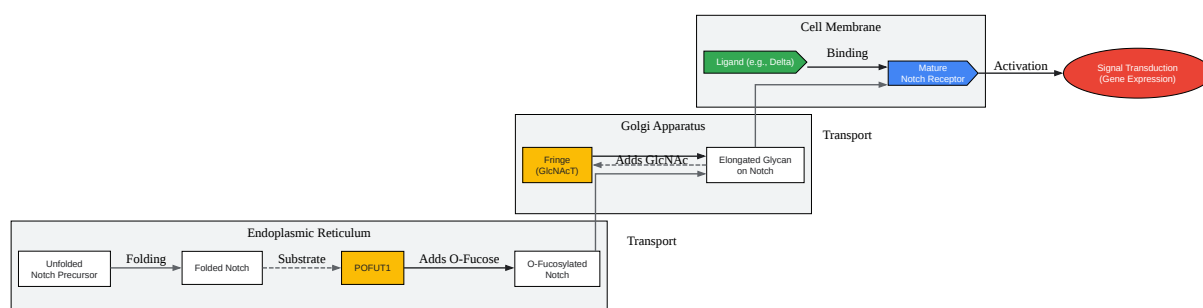 Cell Membrane
Ligand (e.g., Delta)
Binding
Mature
Notch Receptor
Activation
Signal Transduction
(Gene Expression)
Golgi Apparatus
Transport
Fringe
(GlcNAcT)
Adds GlcNAc
Elongated Glycan
on Notch
Endoplasmic Reticulum
Transport
Unfolded
Notch Precursor
Folding
Folded Notch
Substrate
POFUT1
Adds O-Fucose
O-Fucosylated
Notch